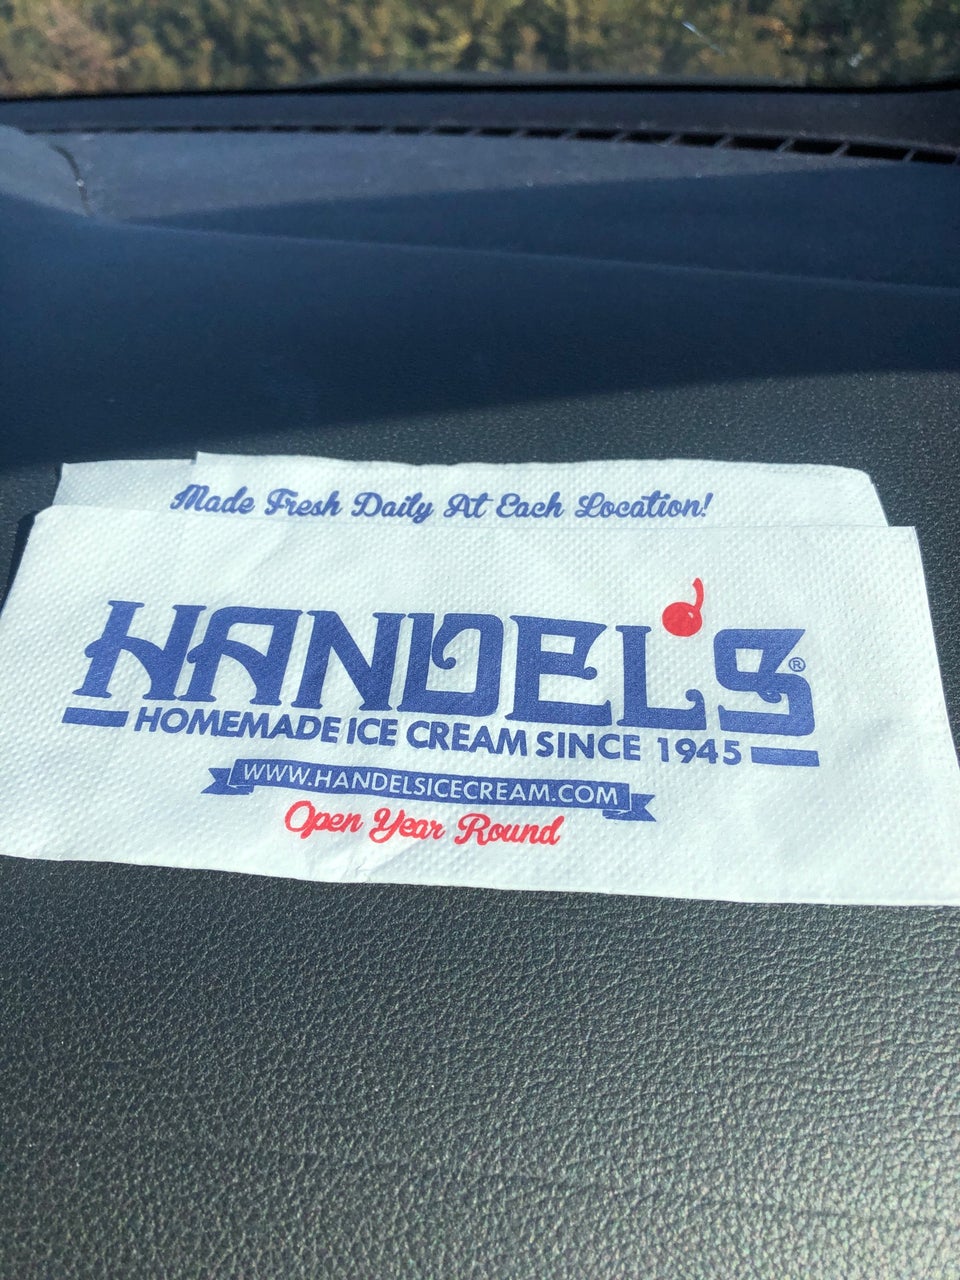 Made Fresh Daily At Each Location!
HANDEL'S®
HOMEMADE ICE CREAM SINCE 1945
WWW.HANDELSICECREAM.COM
Open Year Round